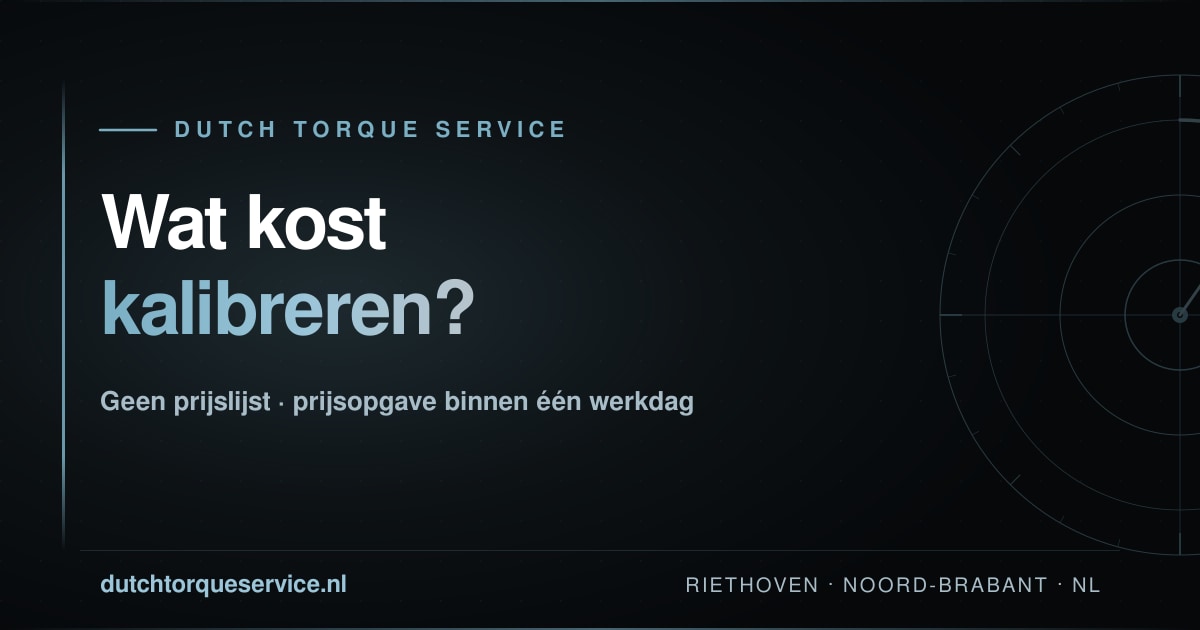 DUTCH TORQUE SERVICE
Wat kost
kalibreren?
Geen prijslijst · prijsopgave binnen één werkdag
dutchtorqueservice.nl
RIETHOVEN · NOORD-BRABANT · NL